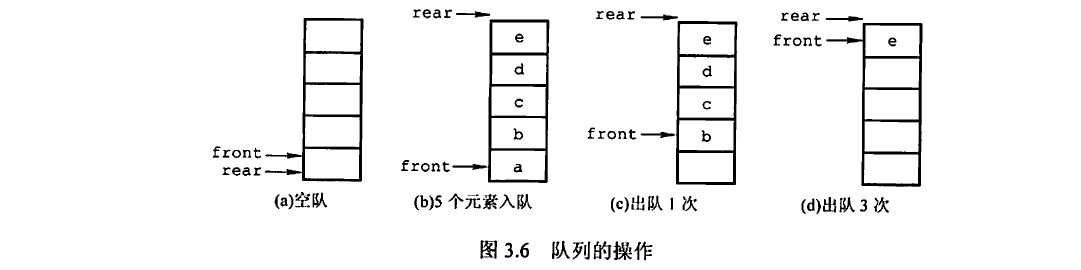 rear
e
d
c
b
front
a
rear
e
d
c
front
b
rear
front
e
front
rear
(a)空队
(b)5个元素入队
(c)出队1次
(d)出队3次
图3.6 队列的操作